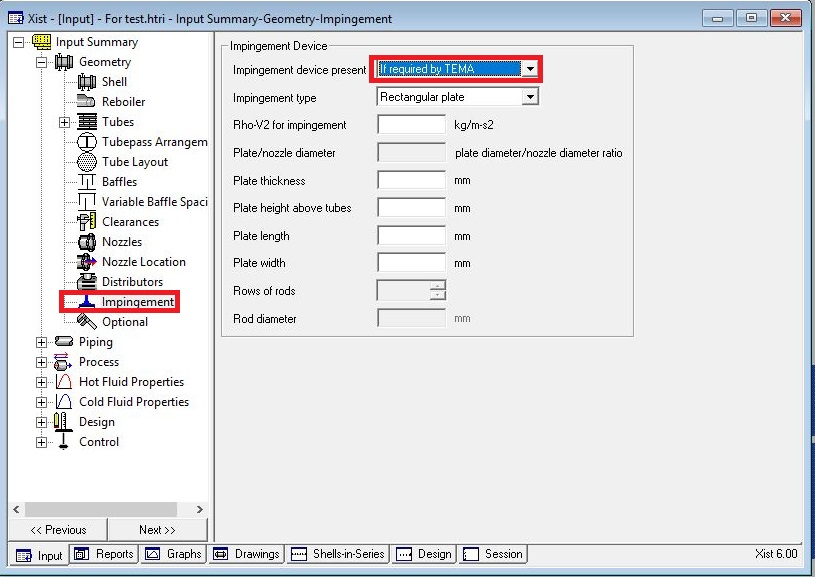 Xist - [Input] - For test.htri - Input Summary-Geometry-Impingement
Input Summary
Geometry
Shell
Reboiler
Tubes
Tubepass Arrangem
Tube Layout
Baffles
Variable Baffle Spaci
Clearances
Nozzles
Nozzle Location
Distributors
Impingement
Optional
Piping
Process
Hot Fluid Properties
Cold Fluid Properties
Design
Control
<< Previous
Next >>
Impingement Device
Impingement device present If required by TEMA
Impingement type Rectangular plate
Rho-V2 for impingement kg/m-s2
Plate/nozzle diameter plate diameter/nozzle diameter ratio
Plate thickness mm
Plate height above tubes mm
Plate length mm
Plate width mm
Rows of rods
Rod diameter mm
Input Reports Graphs Drawings Shells-in-Series Design Session Xist 6.00